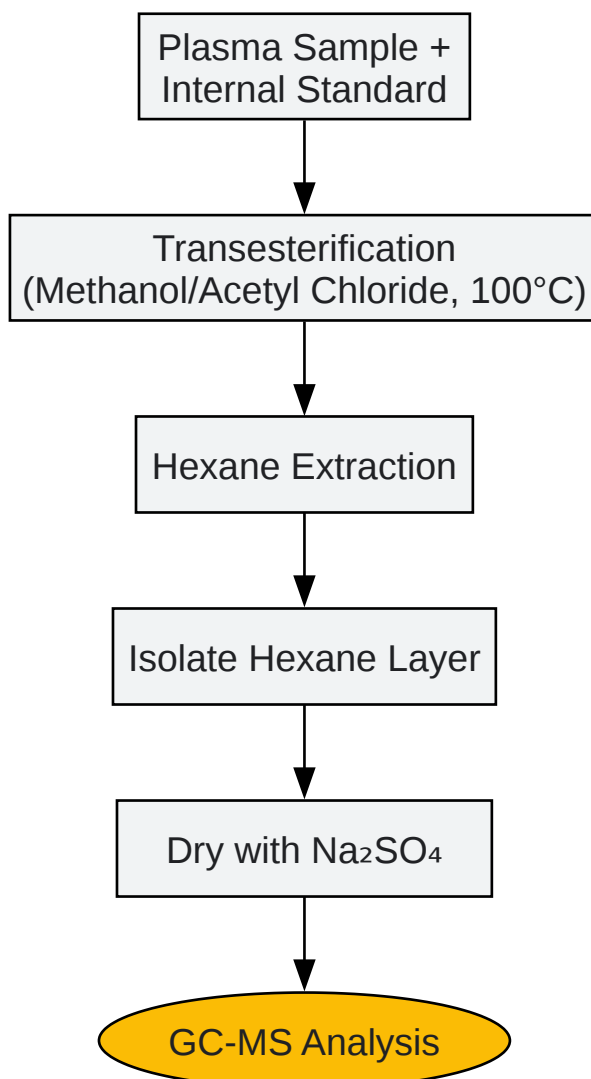 Plasma Sample +
Internal Standard
Transesterification
(Methanol/Acetyl Chloride, 100°C)
Hexane Extraction
Isolate Hexane Layer
Dry with Na₂SO₄
GC-MS Analysis